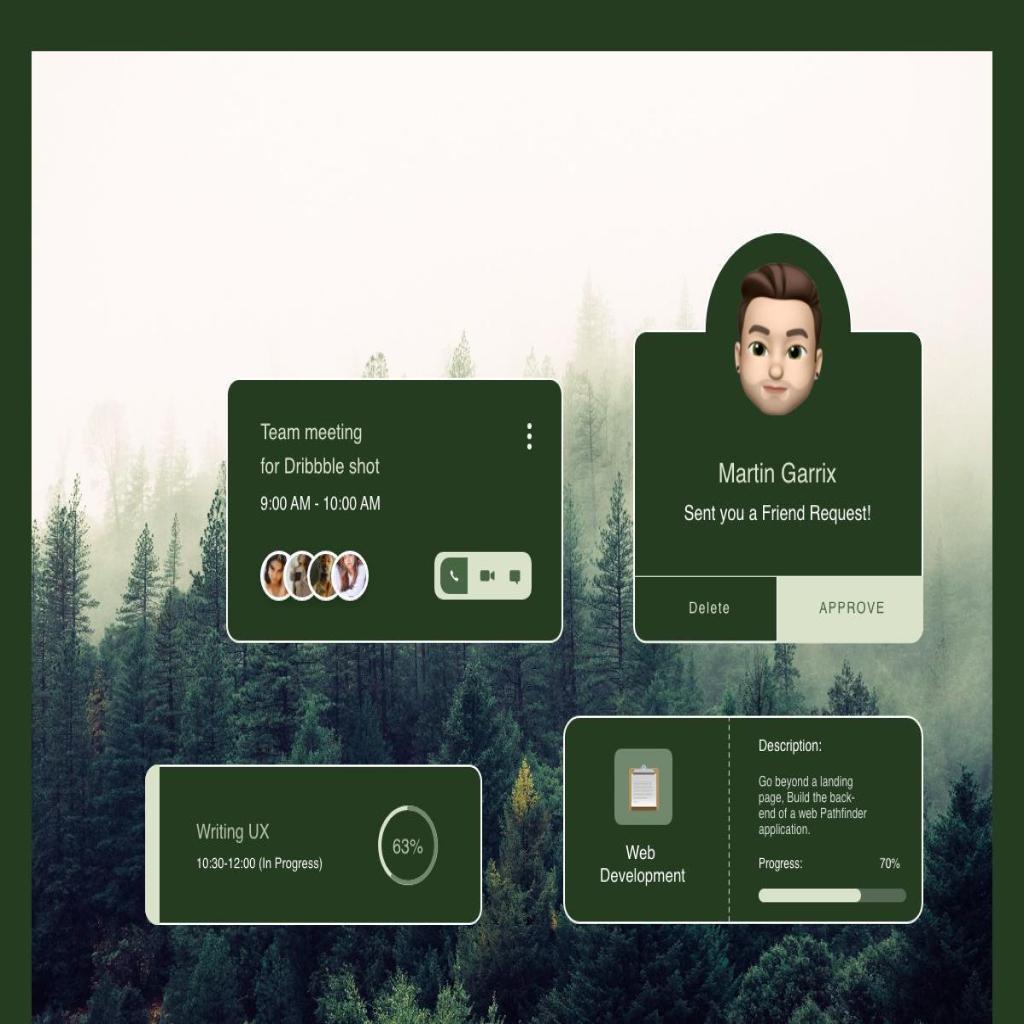 Team meeting
for Dribbble shot
9:00 AM - 10:00 AM
Martin Garrix
Sent you a Friend Request!
Delete
APPROVE
Writing UX
10:30-12:00 (In Progress)
63%
Web
Development
Description:
Go beyond a landing
page, Build the back-
end of a web Pathfinder
application.
Progress:
70%